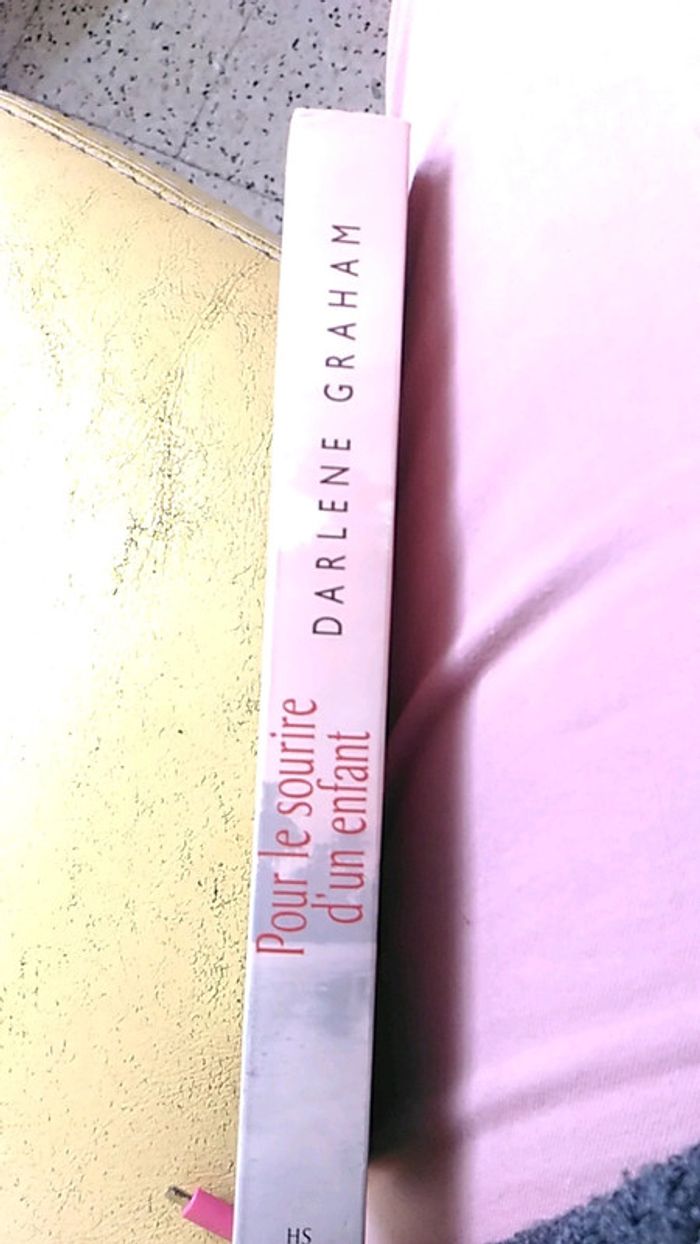 DARLENE GRAHAM
Pour le sourire
d'un enfant
HS